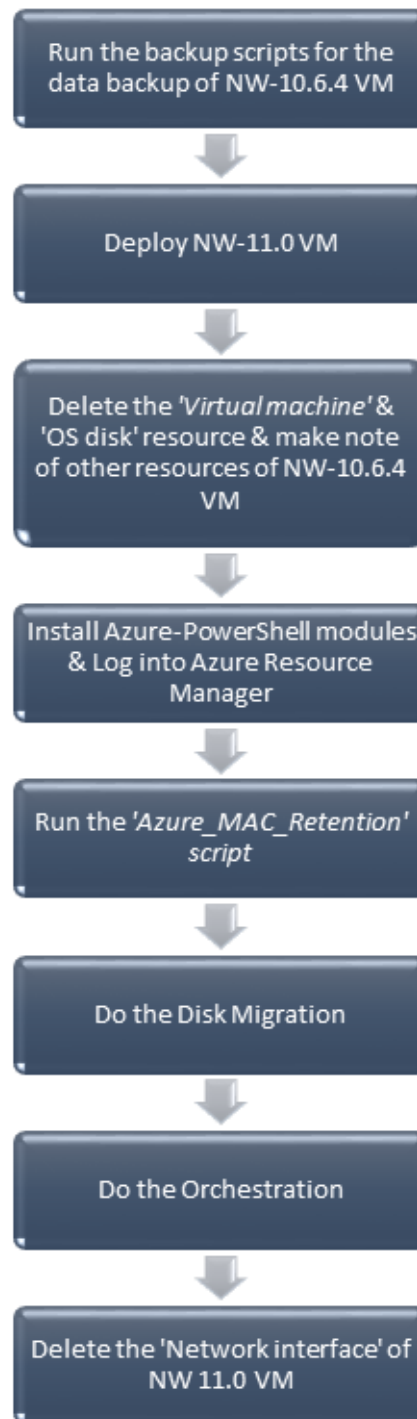 Run the backup scripts for the
data backup of NW-10.6.4 VM
Deploy NW-11.0 VM
Delete the 'Virtual machine' &
'OS disk' resource & make note
of other resources of NW-10.6.4
VM
Install Azure-PowerShell modules
& Log into Azure Resource
Manager
Run the 'Azure_MAC_Retention'
script
Do the Disk Migration
Do the Orchestration
Delete the 'Network interface' of
NW 11.0 VM